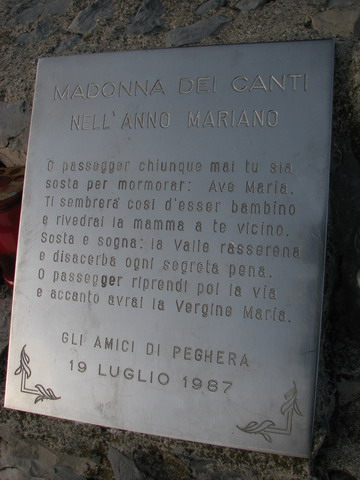 MADONNA DEI CANTI
NELL'ANNO MARIANO
O passegger chiunque mai tu sia
sosta per mormorar: Ave Maria.
Ti sembrerà così d'esser bambino
e rivedrai la mamma a te vicino.
Sosta e sogna: la Valle rasserena
e disacerba ogni segreta pena.
O passegger riprendi poi la via
e accanto avrai la Vergine Maria.
GLI AMICI DI PEGHERA
19 LUGLIO 1987